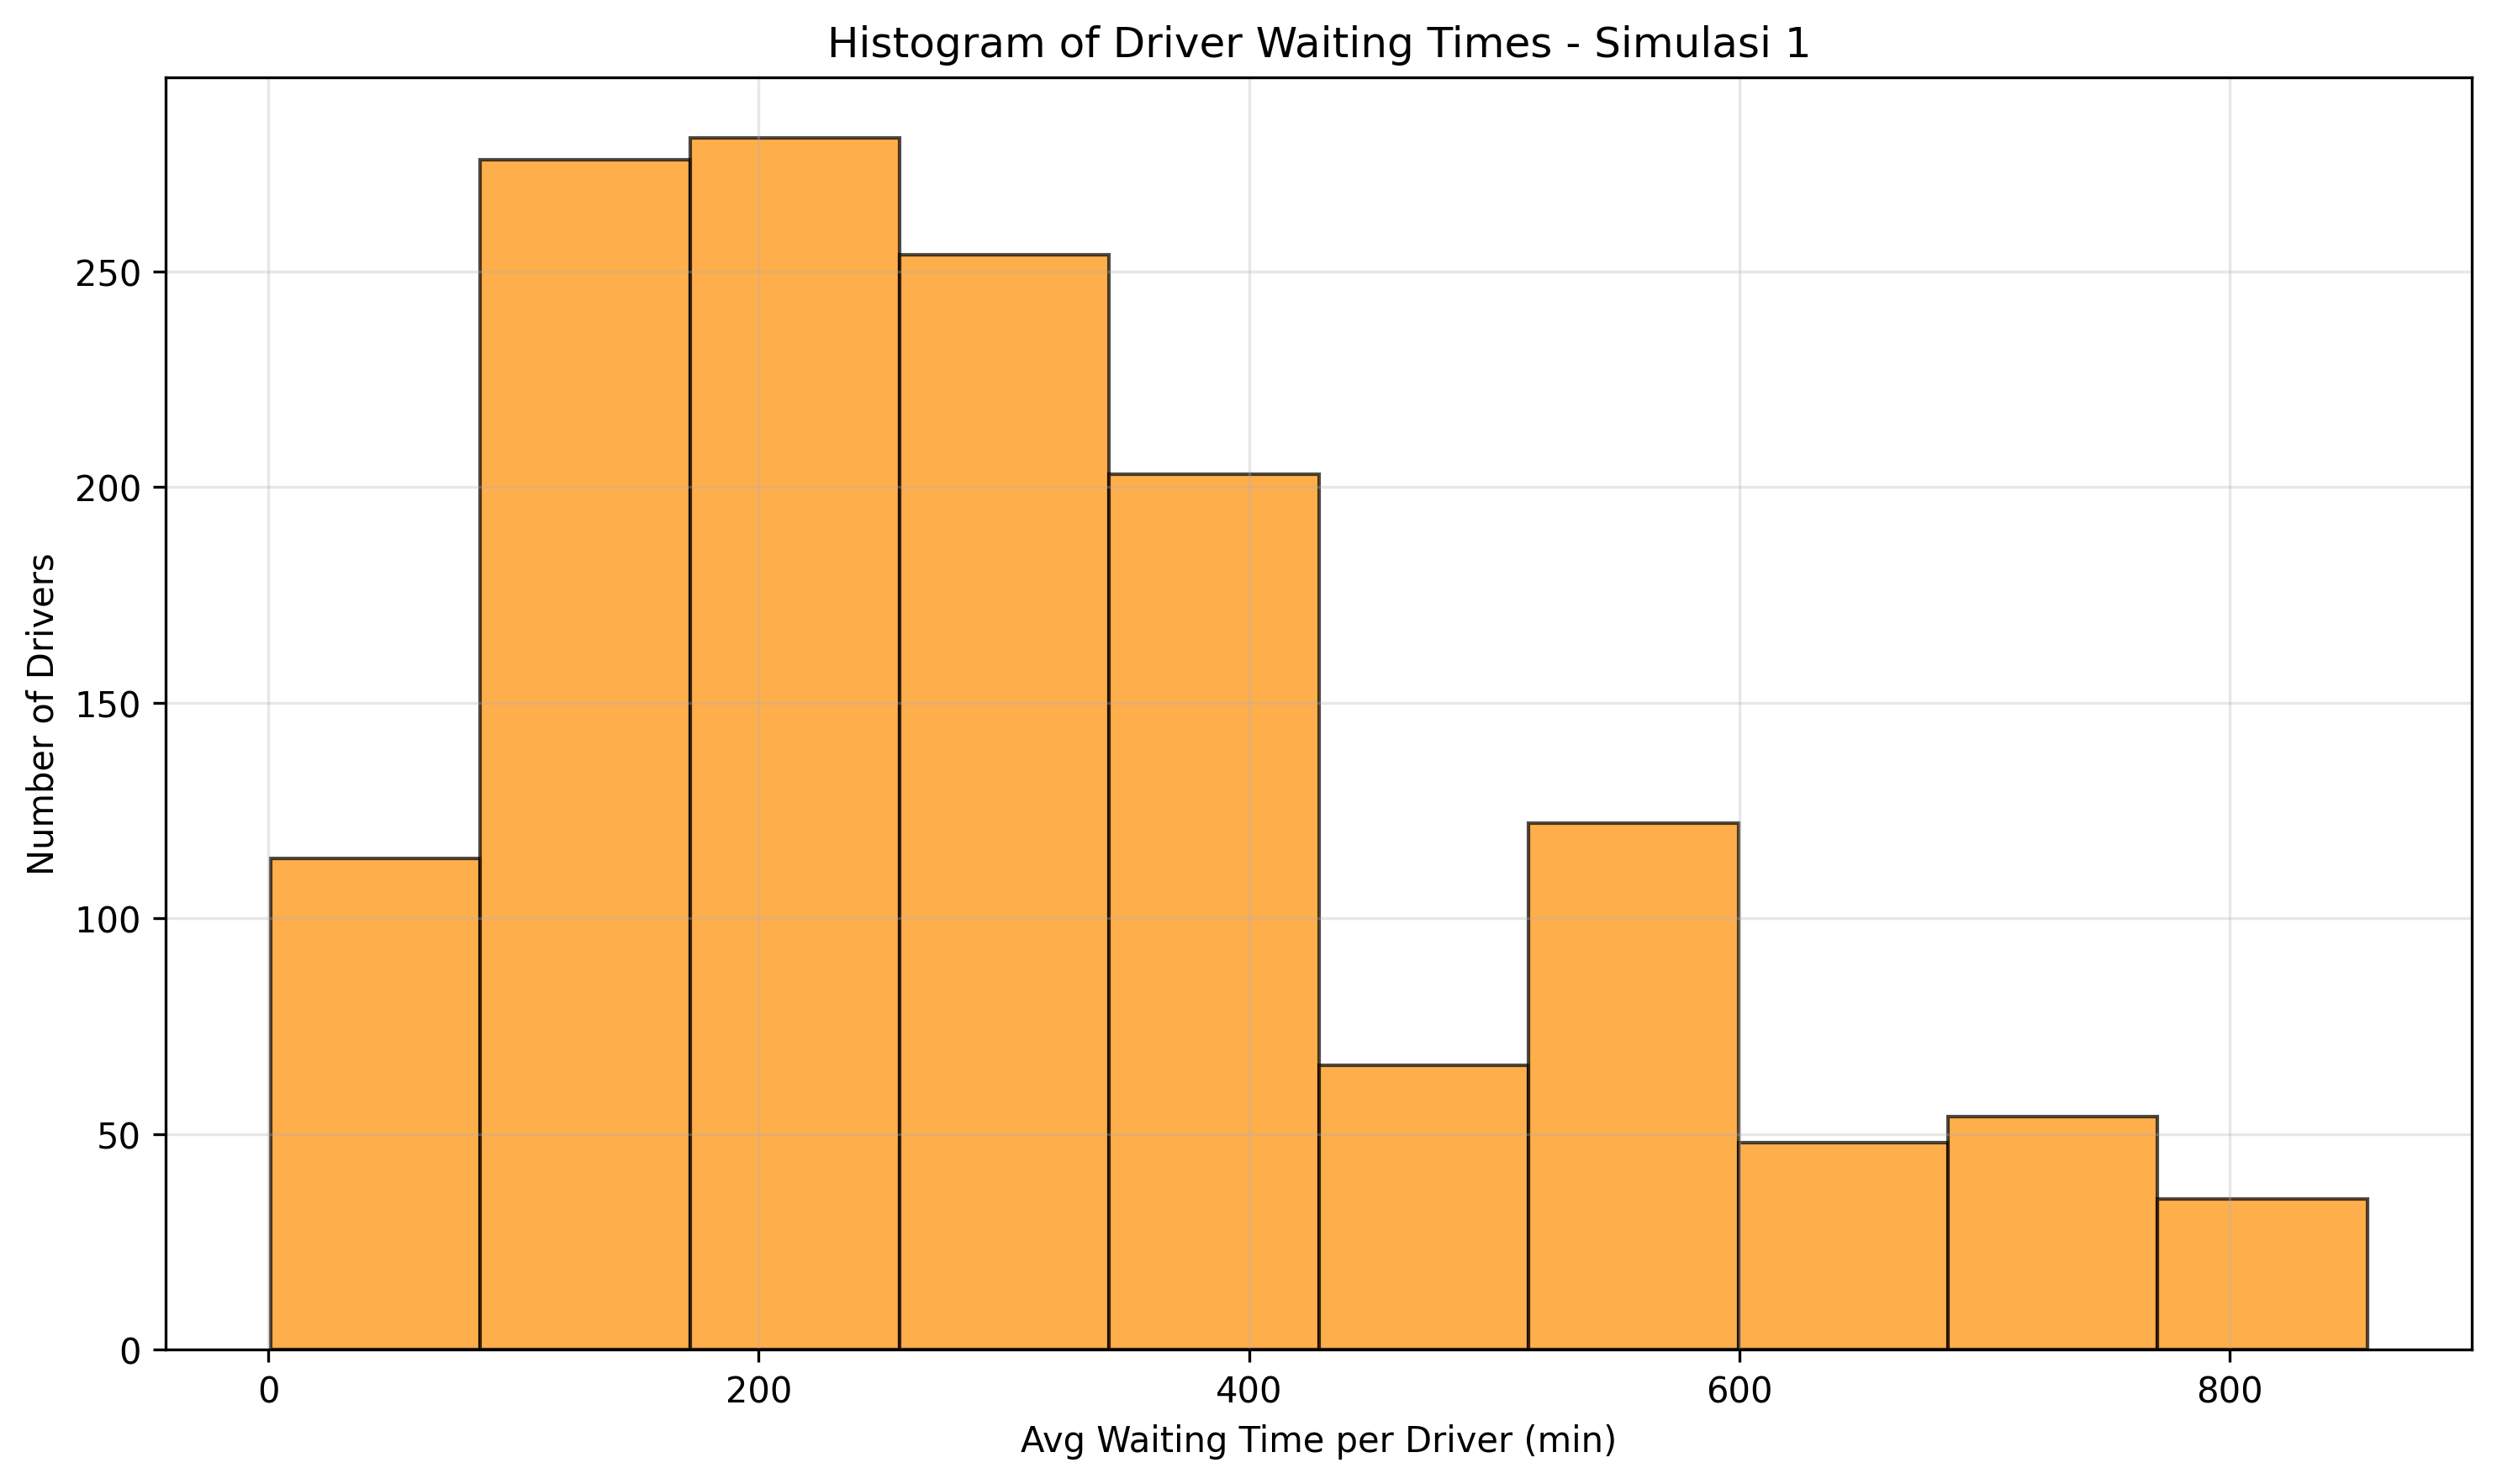 Histogram of Driver Waiting Times - Simulasi 1
Number of Drivers
250
200
150
100
50
0
0 200 400 600 800
Avg Waiting Time per Driver (min)